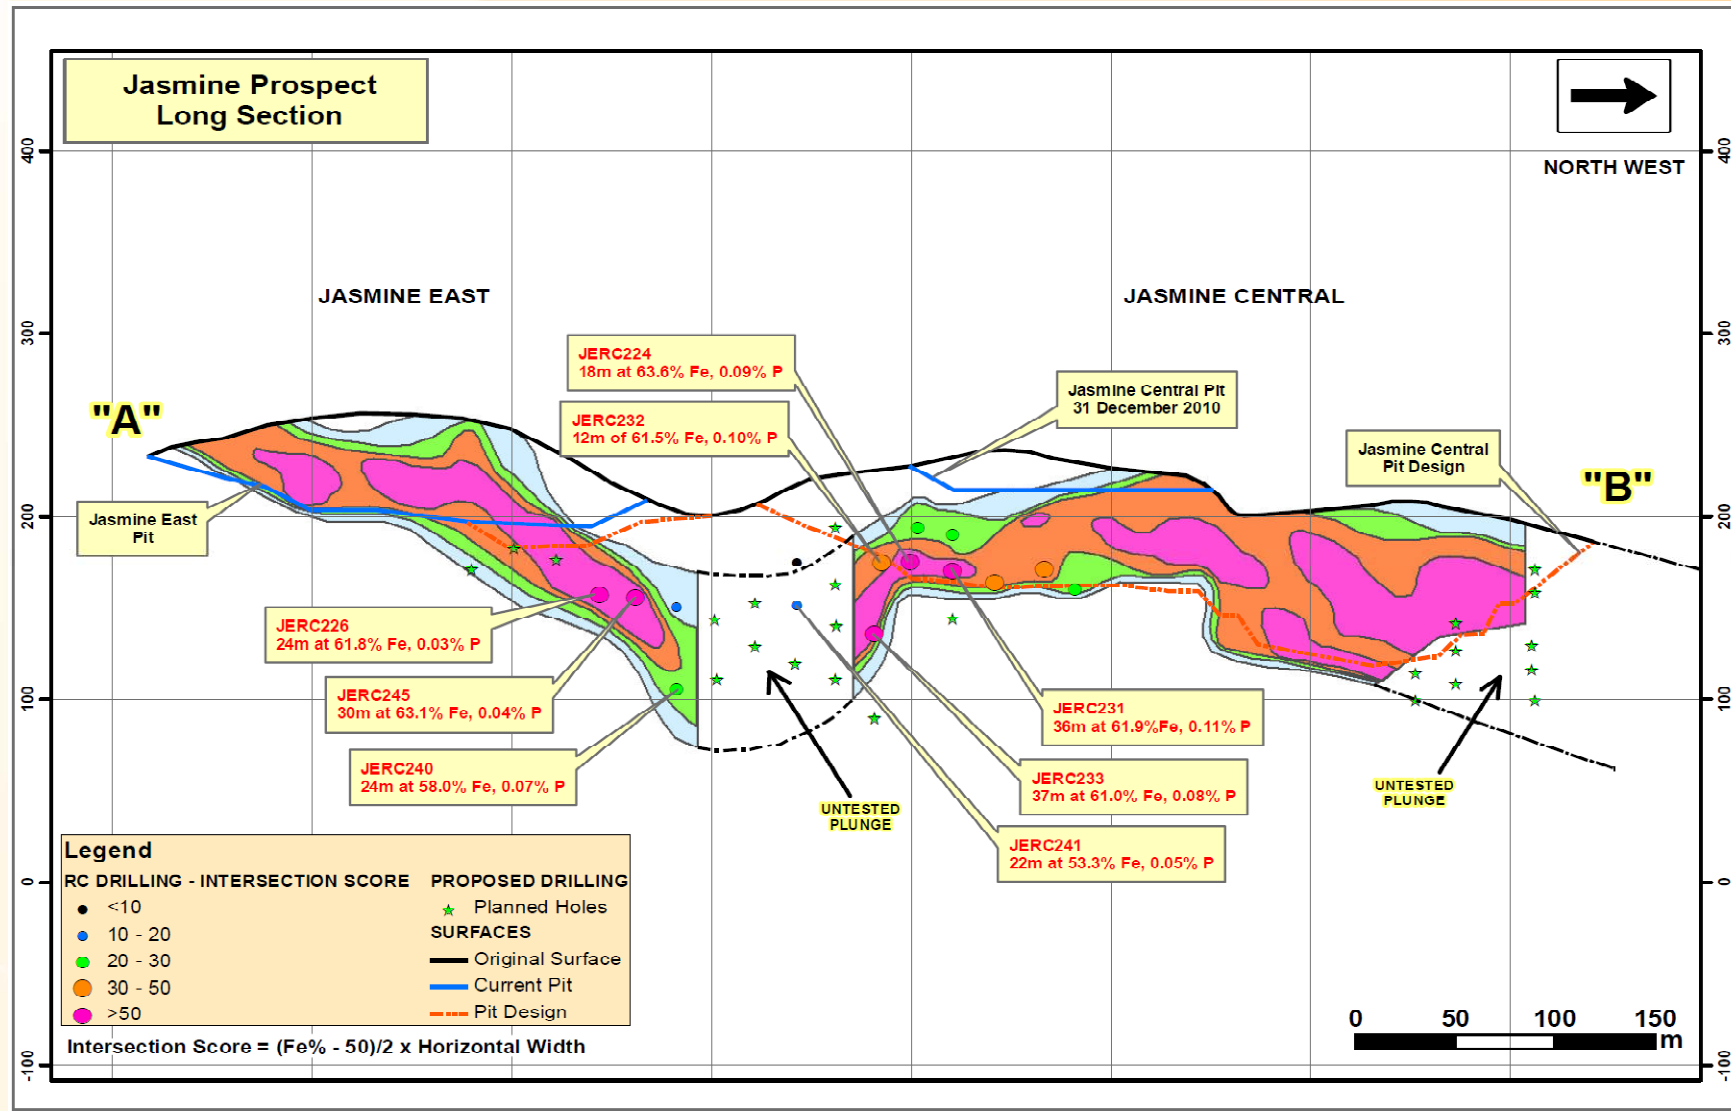 Jasmine Prospect
Long Section
NORTH WEST
400
300
200
100
0
-100
400
300
200
100
0
-100
JASMINE EAST
JASMINE CENTRAL
"A"
"B"
JERC224
18m at 63.6% Fe, 0.09% P
JERC232
12m of 61.5% Fe, 0.10% P
Jasmine Central Pit
31 December 2010
Jasmine Central
Pit Design
Jasmine East
Pit
JERC226
24m at 61.8% Fe, 0.03% P
JERC245
30m at 63.1% Fe, 0.04% P
JERC240
24m at 58.0% Fe, 0.07% P
JERC231
36m at 61.9%Fe, 0.11% P
JERC233
37m at 61.0% Fe, 0.08% P
JERC241
22m at 53.3% Fe, 0.05% P
UNTESTED
PLUNGE
UNTESTED
PLUNGE
Legend
RC DRILLING - INTERSECTION SCORE
<10
10 - 20
20 - 30
30 - 50
>50
PROPOSED DRILLING
Planned Holes
SURFACES
Original Surface
Current Pit
Pit Design
Intersection Score = (Fe% - 50)/2 x Horizontal Width
0 50 100 150
m